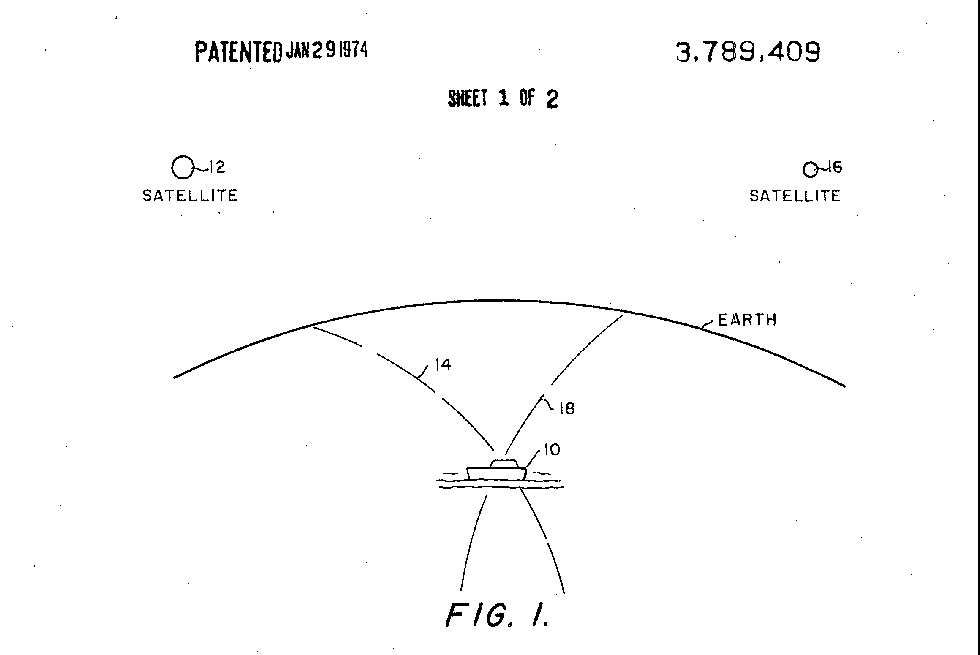 PATENTED JAN 29 1974
3,789,409
SHEET 1 OF 2
12
SATELLITE
16
SATELLITE
EARTH
14
18
10
FIG. 1.